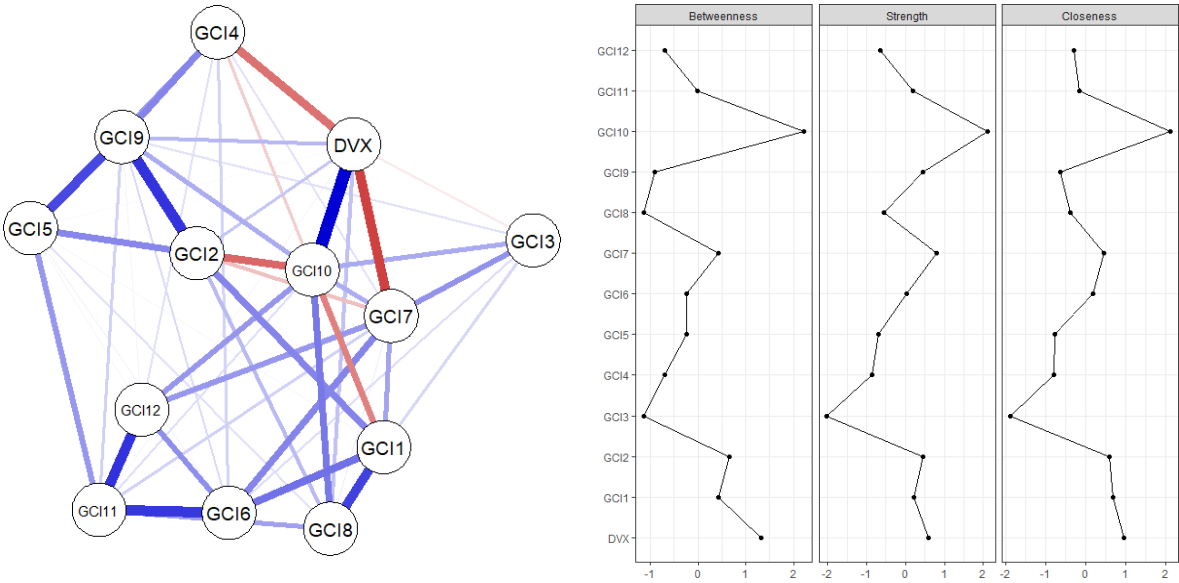 GCI4
GCI9
DVX
GCI5
GCI2
GCI3
GCI10
GCI7
GCI12
GCI1
GCI11
GCI6
GCI8
Betweenness Strength Closeness
GCI12
GCI11
GCI10
GCI9
GCI8
GCI7
GCI6
GCI5
GCI4
GCI3
GCI2
GCI1
DVX
-1 0 1 2 -2 -1 0 1 2 -2 -1 0 1 2